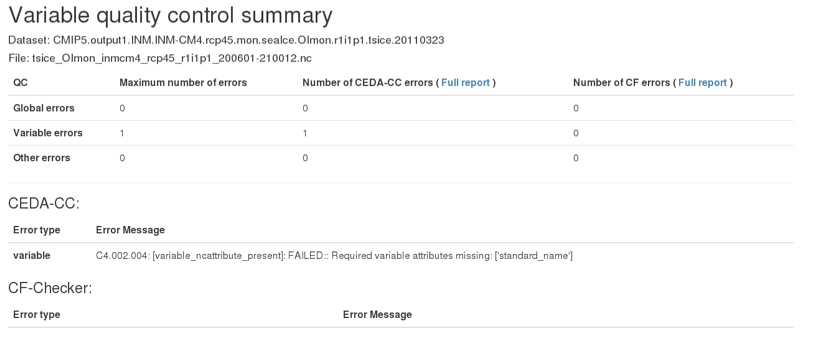 Variable quality control summary
Dataset: CMIP5.output1.INM.INM-CM4.rcp45.mon.seaIce.OImon.r1i1p1.tsice.20110323
File: tsice_OImon_inmcm4_rcp45_r1i1p1_200601-210012.nc
QC Maximum number of errors Number of CEDA-CC errors ( Full report ) Number of CF errors ( Full report )
Global errors 0 0 0
Variable errors 1 1 0
Other errors 0 0 0
CEDA-CC:
Error type Error Message
variable C4.002.004: [variable_ncattribute_present]: FAILED:: Required variable attributes missing: ['standard_name']
CF-Checker:
Error type Error Message